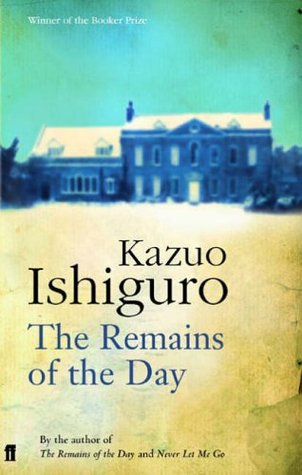 Winner of the Booker Prize
Kazuo
Ishiguro
The Remains
of the Day
ff
By the author of
The Remains of the Day and Never Let Me Go